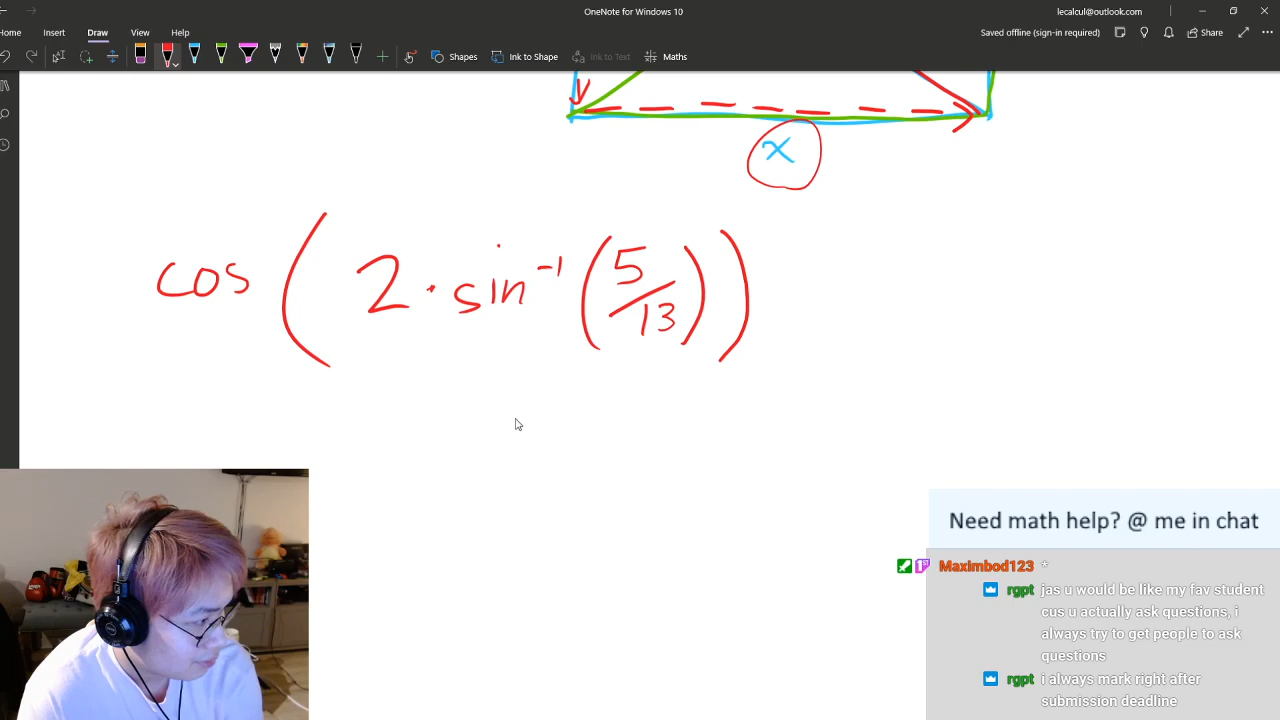 OneNote for Windows 10
lecalcul@outlook.com
Home Insert Draw View Help
Saved offline (sign-in required) Share
Shapes Ink to Shape Ink to Text Maths
x
cos ( 2 · sin⁻¹ ( 5/13 ) )
Need math help? @ me in chat
Maximbod123 *
rgpt jas u would be like my fav student
cus u actually ask questions, i
always try to get people to ask
questions
rgpt i always mark right after
submission deadline